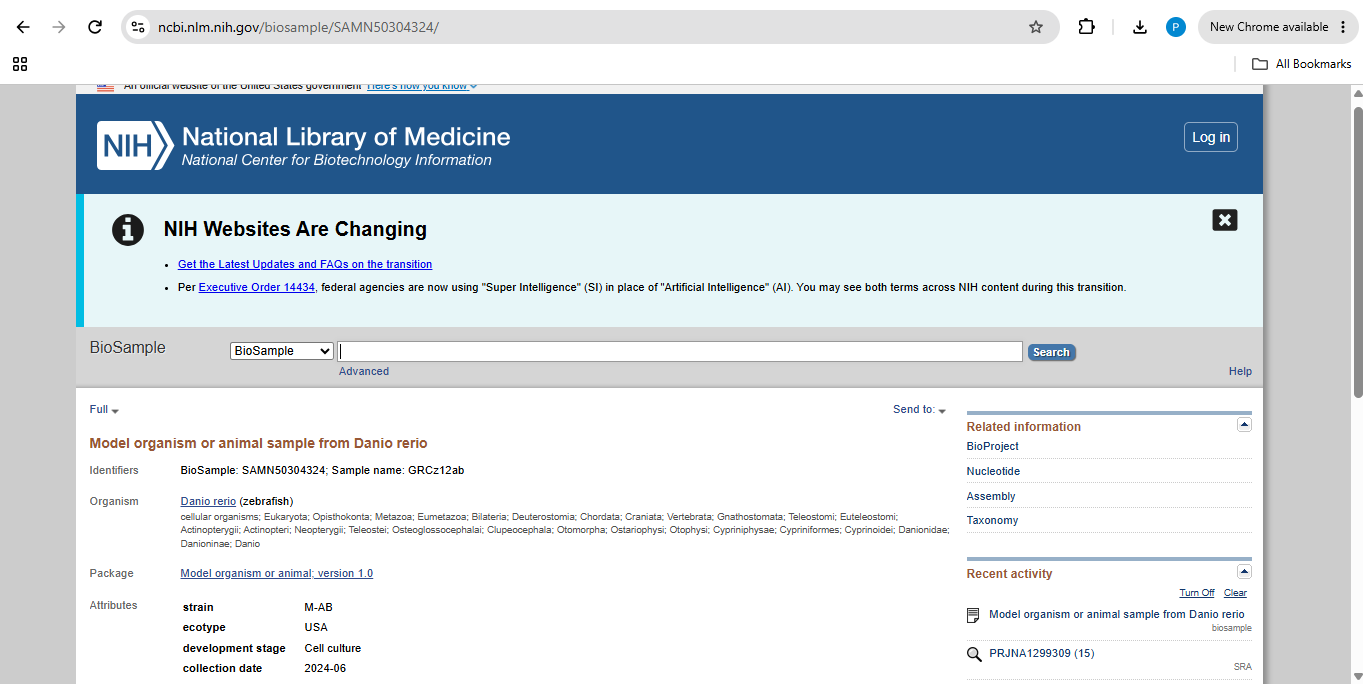 ncbi.nlm.nih.gov/biosample/SAMN50304324/
P
New Chrome available
All Bookmarks
An official website of the United States government Here's how you know
NIH National Library of Medicine
National Center for Biotechnology Information
Log in
NIH Websites Are Changing
• Get the Latest Updates and FAQs on the transition
• Per Executive Order 14434, federal agencies are now using "Super Intelligence" (SI) in place of "Artificial Intelligence" (AI). You may see both terms across NIH content during this transition.
BioSample
BioSample
Search
Advanced
Help
Full
Send to:
Model organism or animal sample from Danio rerio
Identifiers BioSample: SAMN50304324; Sample name: GRCz12ab
Organism Danio rerio (zebrafish)
cellular organisms; Eukaryota; Opisthokonta; Metazoa; Eumetazoa; Bilateria; Deuterostomia; Chordata; Craniata; Vertebrata; Gnathostomata; Teleostomi; Euteleostomi;
Actinopterygii; Actinopteri; Neopterygii; Teleostei; Osteoglossocephalai; Clupeocephala; Otomorpha; Ostariophysi; Otophysi; Cypriniphysae; Cypriniformes; Cyprinoidei; Danionidae;
Danioninae; Danio
Package Model organism or animal; version 1.0
Attributes
strain M-AB
ecotype USA
development stage Cell culture
collection date 2024-06
Related information
BioProject
Nucleotide
Assembly
Taxonomy
Recent activity
Turn Off Clear
Model organism or animal sample from Danio rerio
biosample
PRJNA1299309 (15)
SRA